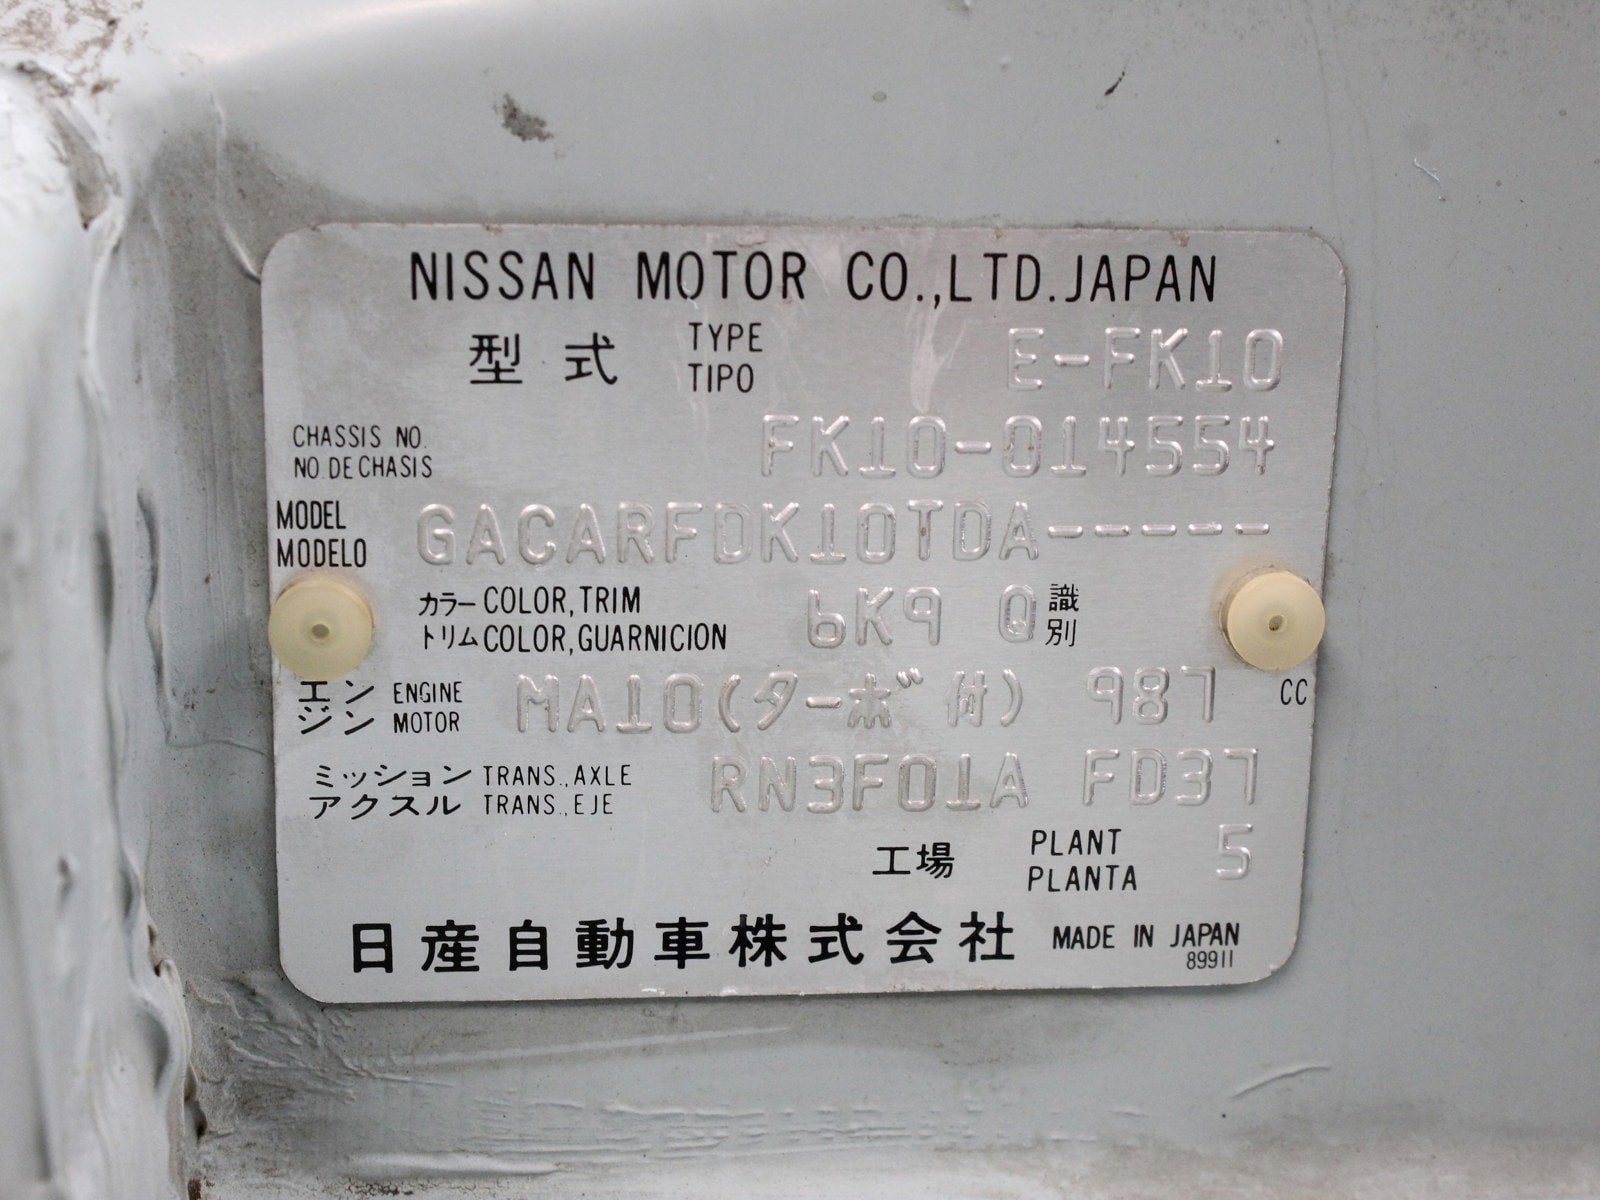 NISSAN MOTOR CO.,LTD.JAPAN
型式 TYPE E-FK10
TIPO
CHASSIS NO. FK10-014554
NO.DE CHASIS
MODEL GACARFDK10TDA-----
MODELO
カラー COLOR,TRIM 6K9 Q 識別
トリム COLOR,GUARNICION
エンジン ENGINE MA10(ターボ付) 987 CC
MOTOR
ミッション TRANS.,AXLE RN3F01A FD37
アクスル TRANS.,EJE
工場 PLANT 5
PLANTA
日産自動車株式会社 MADE IN JAPAN
89911